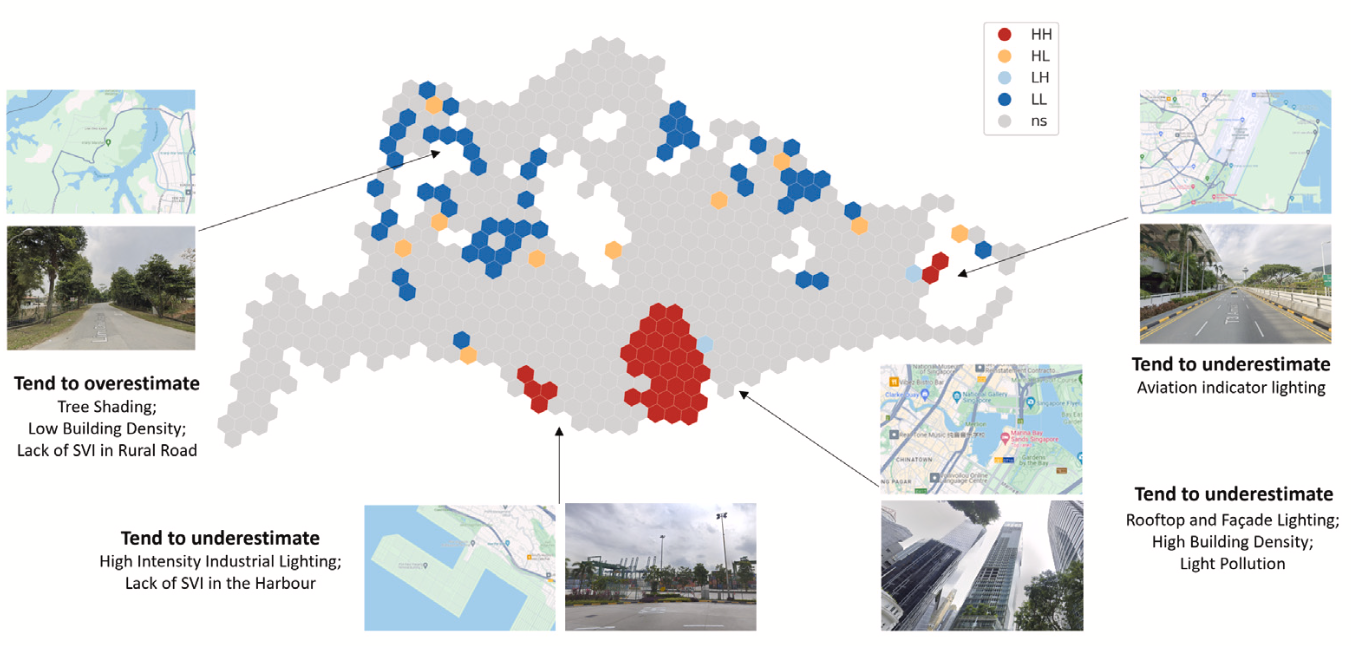 HH
HL
LH
LL
ns
Tend to overestimate
Tree Shading;
Low Building Density;
Lack of SVI in Rural Road
Tend to underestimate
Aviation indicator lighting
Tend to underestimate
High Intensity Industrial Lighting;
Lack of SVI in the Harbour
National Gallery
Singapore
Marina Bay
Sands Singapore
CHINATOWN
Gardens
by the Bay
Tend to underestimate
Rooftop and Façade Lighting;
High Building Density;
Light Pollution